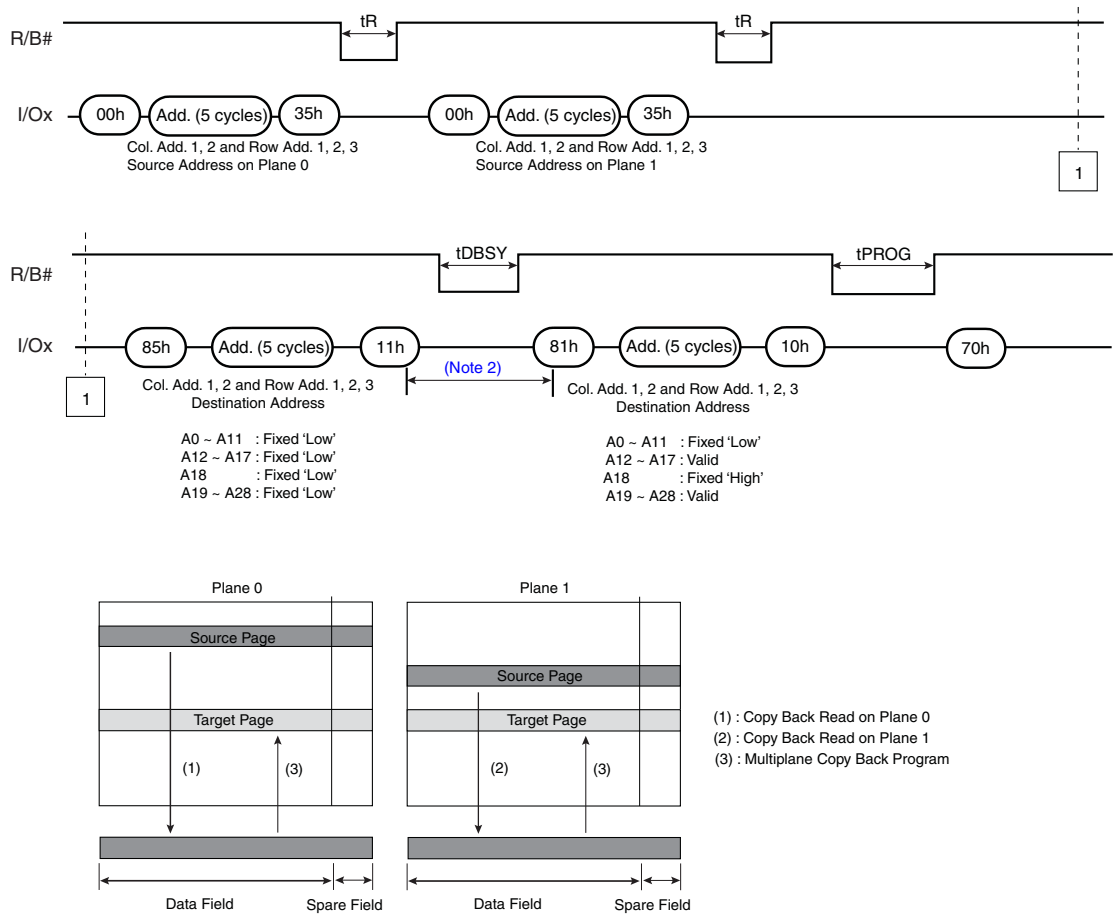 tR
tR
R/B#
I/Ox
00h
Add. (5 cycles)
35h
00h
Add. (5 cycles)
35h
Col. Add. 1, 2 and Row Add. 1, 2, 3
Source Address on Plane 0
Col. Add. 1, 2 and Row Add. 1, 2, 3
Source Address on Plane 1
1
tDBSY
tPROG
R/B#
I/Ox
85h
Add. (5 cycles)
11h
81h
Add. (5 cycles)
10h
70h
(Note 2)
1
Col. Add. 1, 2 and Row Add. 1, 2, 3
Destination Address
Col. Add. 1, 2 and Row Add. 1, 2, 3
Destination Address
A0 ~ A11 : Fixed 'Low'
A12 ~ A17 : Fixed 'Low'
A18 : Fixed 'Low'
A19 ~ A28 : Fixed 'Low'
A0 ~ A11 : Fixed 'Low'
A12 ~ A17 : Valid
A18 : Fixed 'High'
A19 ~ A28 : Valid
Plane 0
Plane 1
Source Page
Source Page
Target Page
Target Page
(1)
(3)
(2)
(3)
(1) : Copy Back Read on Plane 0
(2) : Copy Back Read on Plane 1
(3) : Multiplane Copy Back Program
Data Field
Spare Field
Data Field
Spare Field